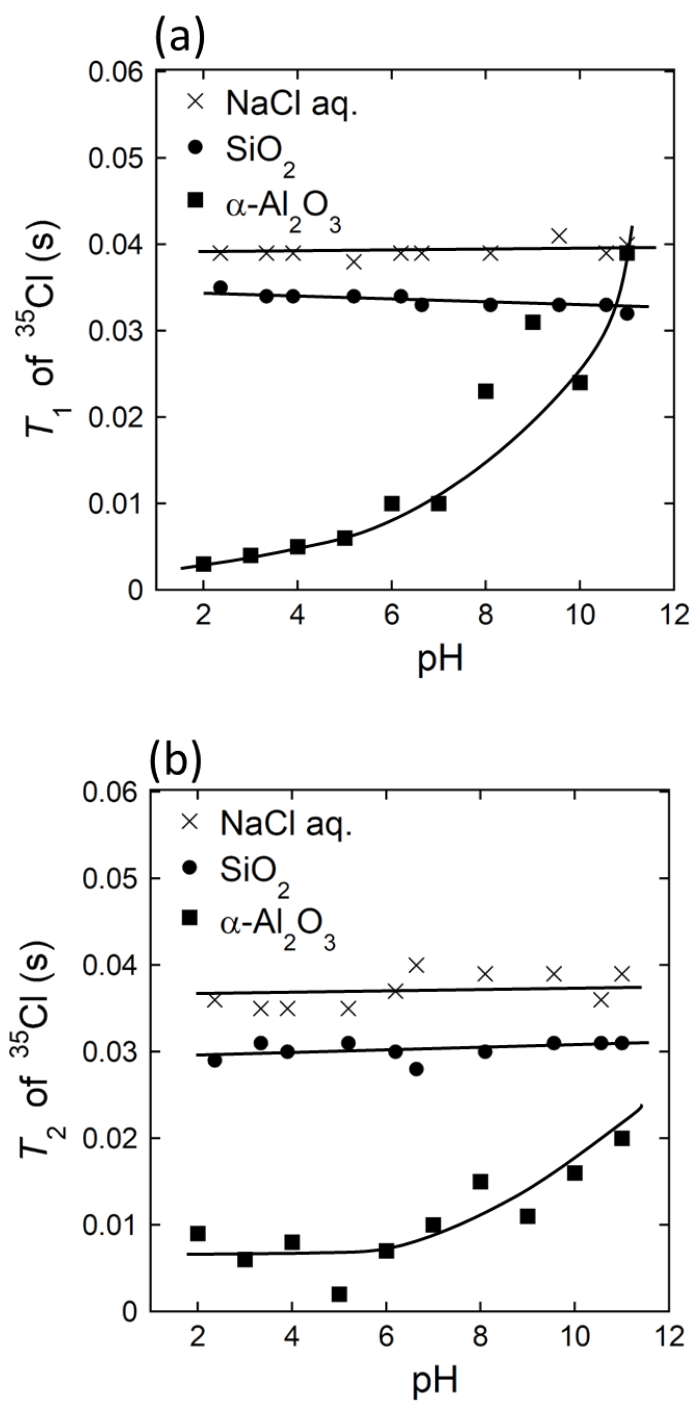 (a)
0.06
0.05
0.04
0.03
0.02
0.01
0
× NaCl aq.
● SiO₂
■ α-Al₂O₃
T₁ of ³⁵Cl (s)
2 4 6 8 10 12
pH
(b)
0.06
0.05
0.04
0.03
0.02
0.01
0
× NaCl aq.
● SiO₂
■ α-Al₂O₃
T₂ of ³⁵Cl (s)
2 4 6 8 10 12
pH